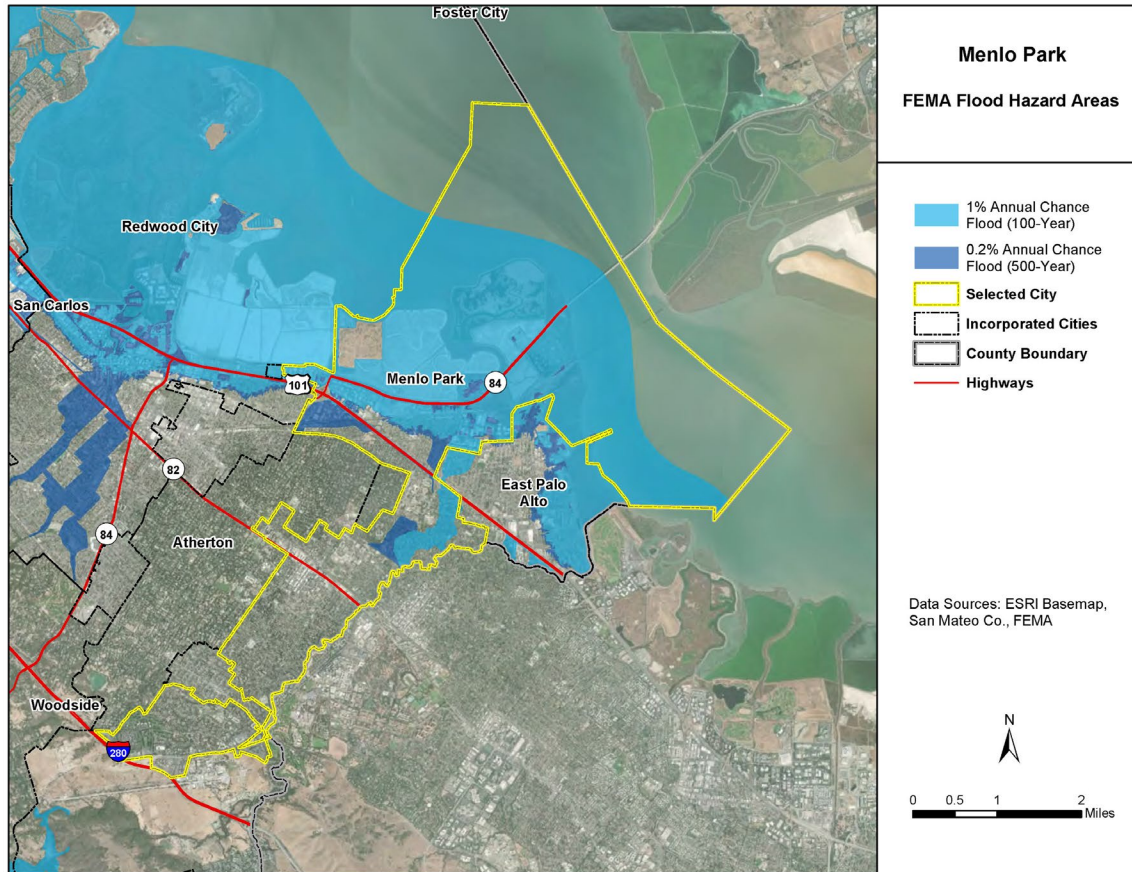 Foster City
Redwood City
San Carlos
101
Menlo Park
84
82
East Palo
Alto
84
Atherton
Woodside
280
Menlo Park
FEMA Flood Hazard Areas
1% Annual Chance
Flood (100-Year)
0.2% Annual Chance
Flood (500-Year)
Selected City
Incorporated Cities
County Boundary
Highways
Data Sources: ESRI Basemap,
San Mateo Co., FEMA
N
0 0.5 1 2
Miles